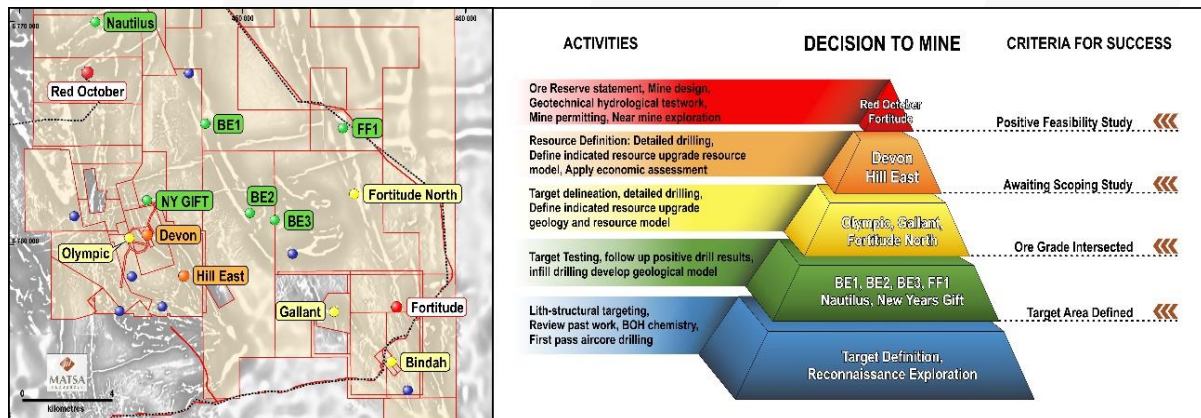 Nautilus
Red October
BE1
FF1
BE2
Fortitude North
NY GIFT
BE3
Devon
Olympic
Hill East
Gallant
Fortitude
Bindah
MATSA
0 4
kilometres
ACTIVITIES
DECISION TO MINE
CRITERIA FOR SUCCESS
Ore Reserve statement, Mine design,
Geotechnical hydrological testwork,
Mine permitting, Near mine exploration
Red October
Fortitude
Positive Feasibility Study
Resource Definition: Detailed drilling,
Define indicated resource upgrade resource
model, Apply economic assessment
Devon
Hill East
Awaiting Scoping Study
Target delineation, detailed drilling,
Define indicated resource upgrade
geology and resource model
Olympic, Gallant,
Fortitude North
Ore Grade Intersected
Target Testing, follow up positive drill results,
infill drilling develop geological model
BE1, BE2, BE3, FF1
Nautilus, New Years Gift
Target Area Defined
Lith-structural targeting,
Review past work, BOH chemistry,
First pass aircore drilling
Target Definition,
Reconnaissance Exploration